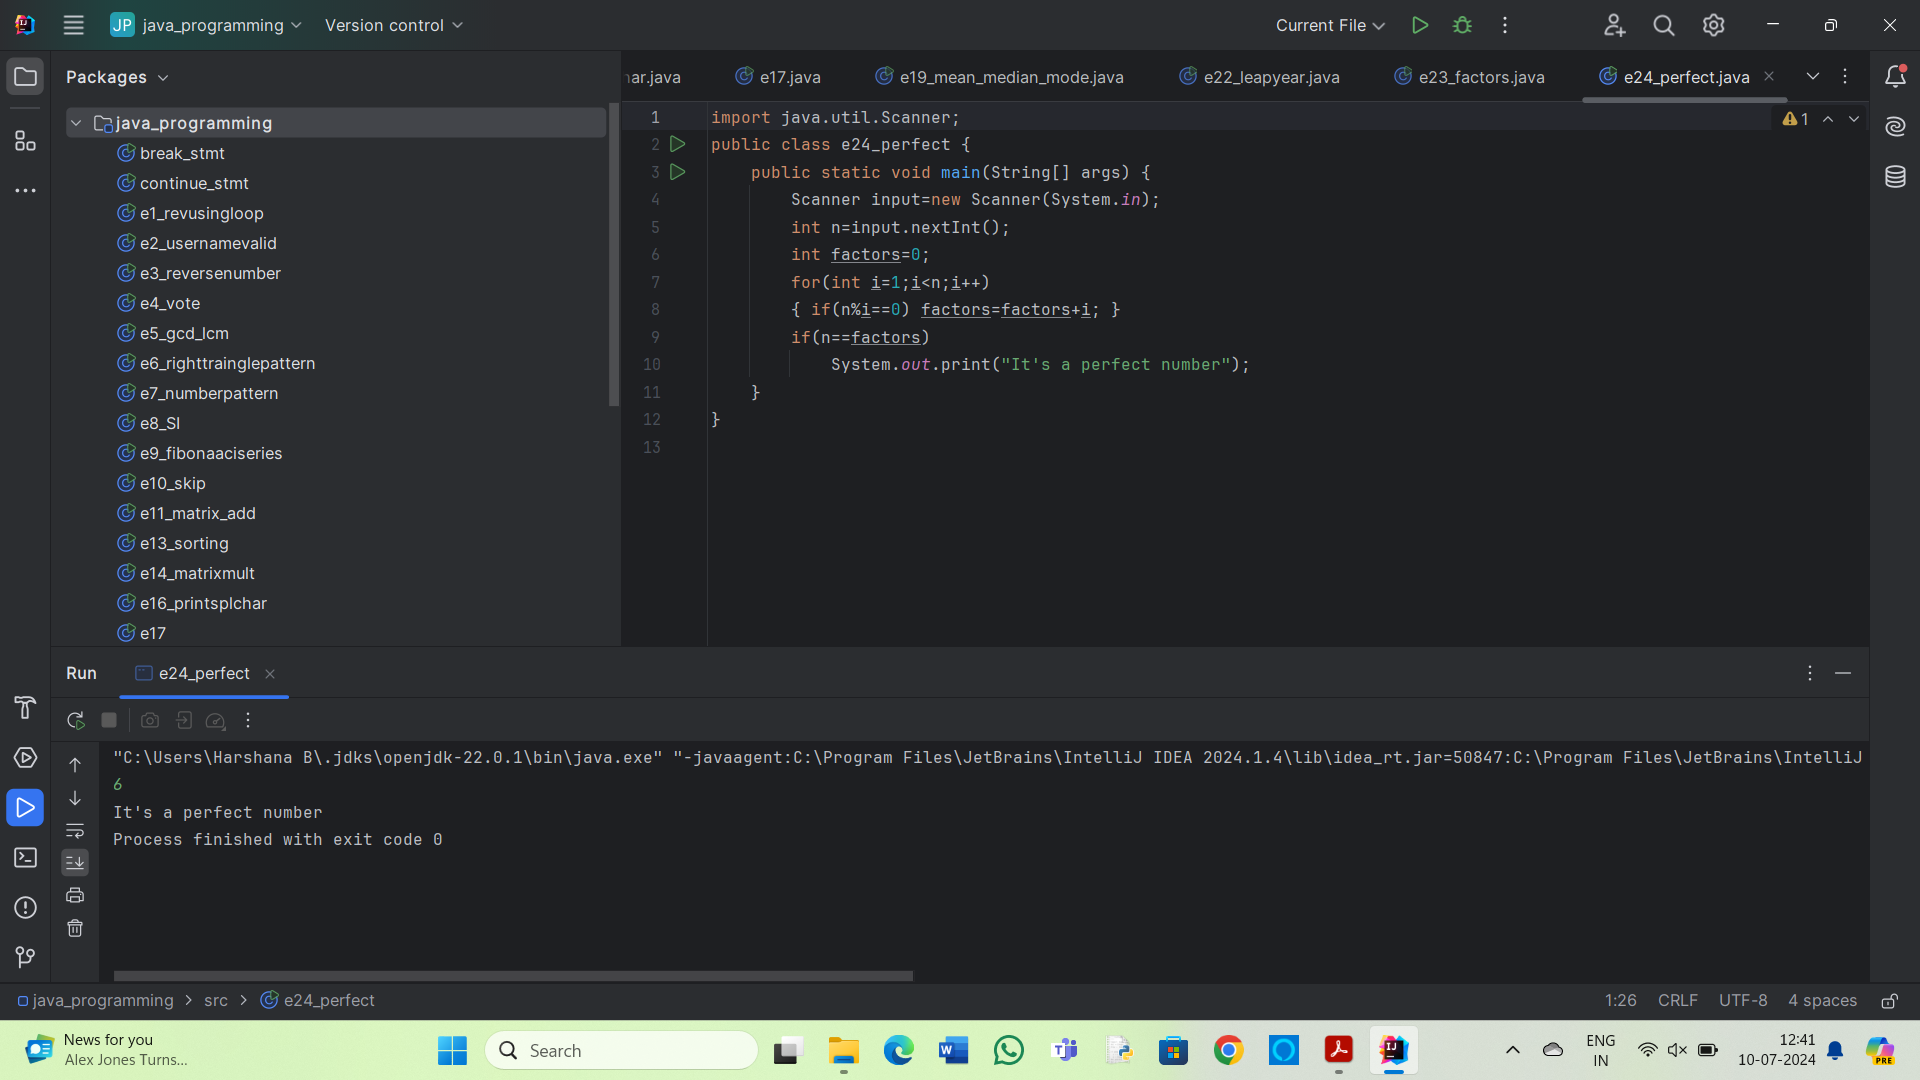 JP java_programming Version control Current File
Packages
har.java e17.java e19_mean_median_mode.java e22_leapyear.java e23_factors.java e24_perfect.java
java_programming
break_stmt
continue_stmt
e1_revusingloop
e2_usernamevalid
e3_reversenumber
e4_vote
e5_gcd_lcm
e6_righttrainglepattern
e7_numberpattern
e8_SI
e9_fibonaaciseries
e10_skip
e11_matrix_add
e13_sorting
e14_matrixmult
e16_printsplchar
e17
1 import java.util.Scanner;
2 public class e24_perfect {
3 public static void main(String[] args) {
4 Scanner input=new Scanner(System.in);
5 int n=input.nextInt();
6 int factors=0;
7 for(int i=1;i<n;i++)
8 { if(n%i==0) factors=factors+i; }
9 if(n==factors)
10 System.out.print("It's a perfect number");
11 }
12 }
13
1
Run e24_perfect
"C:\Users\Harshana B\.jdks\openjdk-22.0.1\bin\java.exe" "-javaagent:C:\Program Files\JetBrains\IntelliJ IDEA 2024.1.4\lib\idea_rt.jar=50847:C:\Program Files\JetBrains\IntelliJ
6
It's a perfect number
Process finished with exit code 0
java_programming > src > e24_perfect 1:26 CRLF UTF-8 4 spaces
News for you
Alex Jones Turns...
Search
ENG
IN
12:41
10-07-2024
PRE